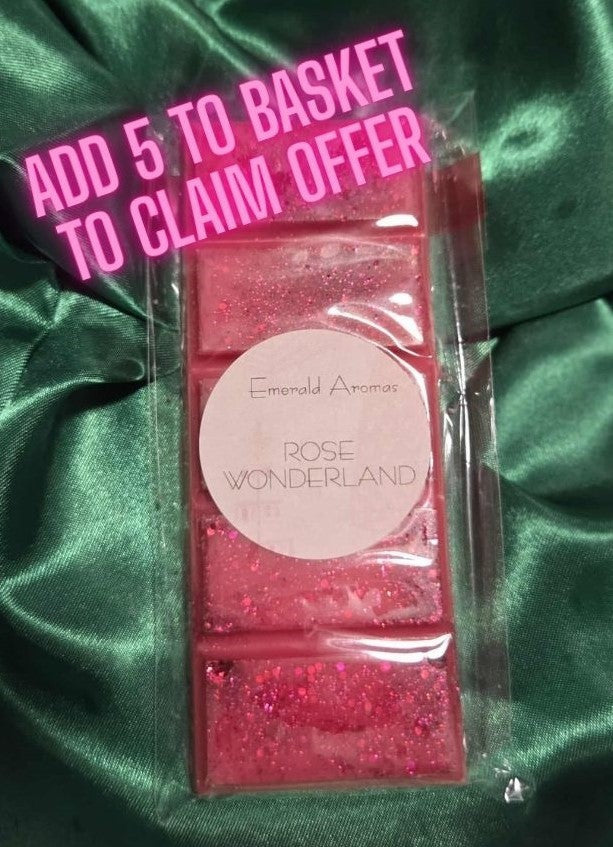 ADD 5 TO BASKET
TO CLAIM OFFER
Emerald Aromas
ROSE
WONDERLAND